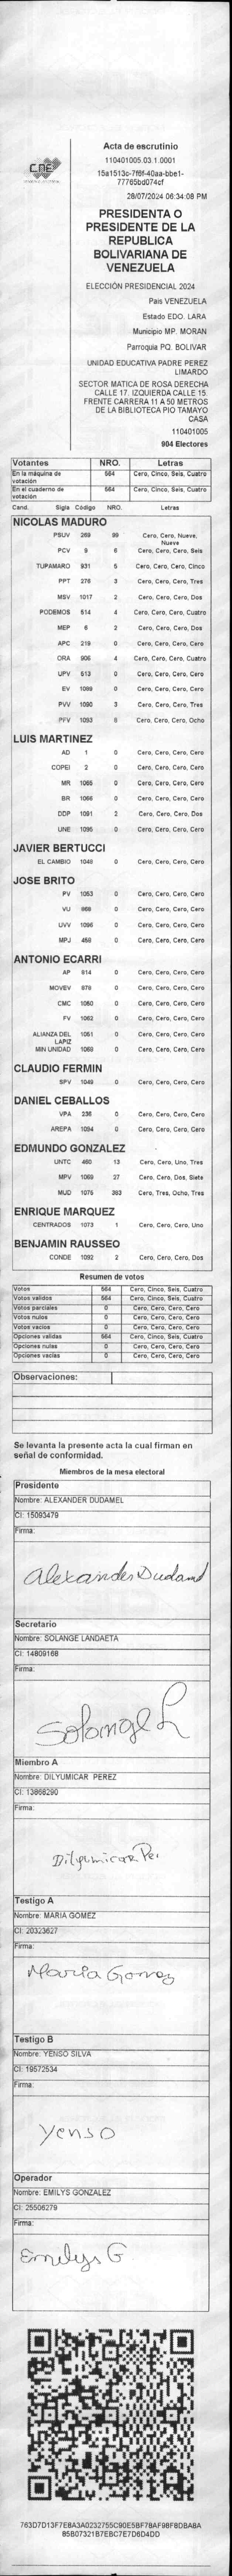 CNE
Acta de escrutinio
110401005.03.1.0001
15a1513c-7f6f-40aa-bbe1-
77765bd074cf
28/07/2024 06:34:08 PM
PRESIDENTA O
PRESIDENTE DE LA
REPUBLICA
BOLIVARIANA DE
VENEZUELA
ELECCIÓN PRESIDENCIAL 2024
Pais VENEZUELA
Estado EDO. LARA
Municipio MP. MORAN
Parroquia PQ. BOLIVAR
UNIDAD EDUCATIVA PADRE PEREZ
LIMARDO
SECTOR MATICA DE ROSA DERECHA
CALLE 17. IZQUIERDA CALLE 15.
FRENTE CARRERA 11 A 50 METROS
DE LA BIBLIOTECA PIO TAMAYO
CASA
110401005
904 Electores
Votantes NRO. Letras
En la máquina de votación 564 Cero, Cinco, Seis, Cuatro
En el cuaderno de votación 564 Cero, Cinco, Seis, Cuatro
Cand. Sigla Código NRO. Letras
NICOLAS MADURO
PSUV 269 99 Cero, Cero, Nueve, Nueve
PCV 9 6 Cero, Cero, Cero, Seis
TUPAMARO 931 5 Cero, Cero, Cero, Cinco
PPT 276 3 Cero, Cero, Cero, Tres
MSV 1017 2 Cero, Cero, Cero, Dos
PODEMOS 514 4 Cero, Cero, Cero, Cuatro
MEP 6 2 Cero, Cero, Cero, Dos
APC 219 0 Cero, Cero, Cero, Cero
ORA 906 4 Cero, Cero, Cero, Cuatro
UPV 513 0 Cero, Cero, Cero, Cero
EV 1089 0 Cero, Cero, Cero, Cero
PVV 1090 3 Cero, Cero, Cero, Tres
PFV 1093 8 Cero, Cero, Cero, Ocho
LUIS MARTINEZ
AD 1 0 Cero, Cero, Cero, Cero
COPEI 2 0 Cero, Cero, Cero, Cero
MR 1065 0 Cero, Cero, Cero, Cero
BR 1066 0 Cero, Cero, Cero, Cero
DDP 1091 2 Cero, Cero, Cero, Dos
UNE 1095 0 Cero, Cero, Cero, Cero
JAVIER BERTUCCI
EL CAMBIO 1049 0 Cero, Cero, Cero, Cero
JOSE BRITO
PV 1053 0 Cero, Cero, Cero, Cero
VU 968 0 Cero, Cero, Cero, Cero
UVV 1096 0 Cero, Cero, Cero, Cero
MPJ 458 0 Cero, Cero, Cero, Cero
ANTONIO ECARRI
AP 914 0 Cero, Cero, Cero, Cero
MOVEV 978 0 Cero, Cero, Cero, Cero
CMC 1050 0 Cero, Cero, Cero, Cero
FV 1052 0 Cero, Cero, Cero, Cero
ALIANZA DEL LAPIZ 1051 0 Cero, Cero, Cero, Cero
MIN UNIDAD 1069 0 Cero, Cero, Cero, Cero
CLAUDIO FERMIN
SPV 1048 0 Cero, Cero, Cero, Cero
DANIEL CEBALLOS
VPA 236 0 Cero, Cero, Cero, Cero
AREPA 1094 0 Cero, Cero, Cero, Cero
EDMUNDO GONZALEZ
UNTC 460 13 Cero, Cero, Uno, Tres
MPV 1069 27 Cero, Cero, Dos, Siete
MUD 1075 383 Cero, Tres, Ocho, Tres
ENRIQUE MARQUEZ
CENTRADOS 1073 1 Cero, Cero, Cero, Uno
BENJAMIN RAUSSEO
CONDE 1092 2 Cero, Cero, Cero, Dos
Resumen de votos
Votos 564 Cero, Cinco, Seis, Cuatro
Votos validos 564 Cero, Cinco, Seis, Cuatro
Votos parciales 0 Cero, Cero, Cero, Cero
Votos nulos 0 Cero, Cero, Cero, Cero
Votos vacíos 0 Cero, Cero, Cero, Cero
Opciones validas 564 Cero, Cinco, Seis, Cuatro
Opciones nulas 0 Cero, Cero, Cero, Cero
Opciones vacías 0 Cero, Cero, Cero, Cero
Observaciones:
Se levanta la presente acta la cual firman en
señal de conformidad.
Miembros de la mesa electoral
Presidente
Nombre: ALEXANDER DUDAMEL
CI: 15093479
Firma:
Alexander Dudamel
Secretario
Nombre: SOLANGE LANDAETA
CI: 14809168
Firma:
Solange L
Miembro A
Nombre: DILYUMICAR PEREZ
CI: 13868290
Firma:
Dilyumicar Per
Testigo A
Nombre: MARIA GOMEZ
CI: 20323627
Firma:
Maria Gomez
Testigo B
Nombre: YENSO SILVA
CI: 19572534
Firma:
Yenso
Operador
Nombre: EMILYS GONZALEZ
CI: 25506279
Firma:
Emilys G
763D7D13F7E8A3A0232755C90E5BF78AF98F8DBA8A
85B07321B7EBC7E7D6D4DD